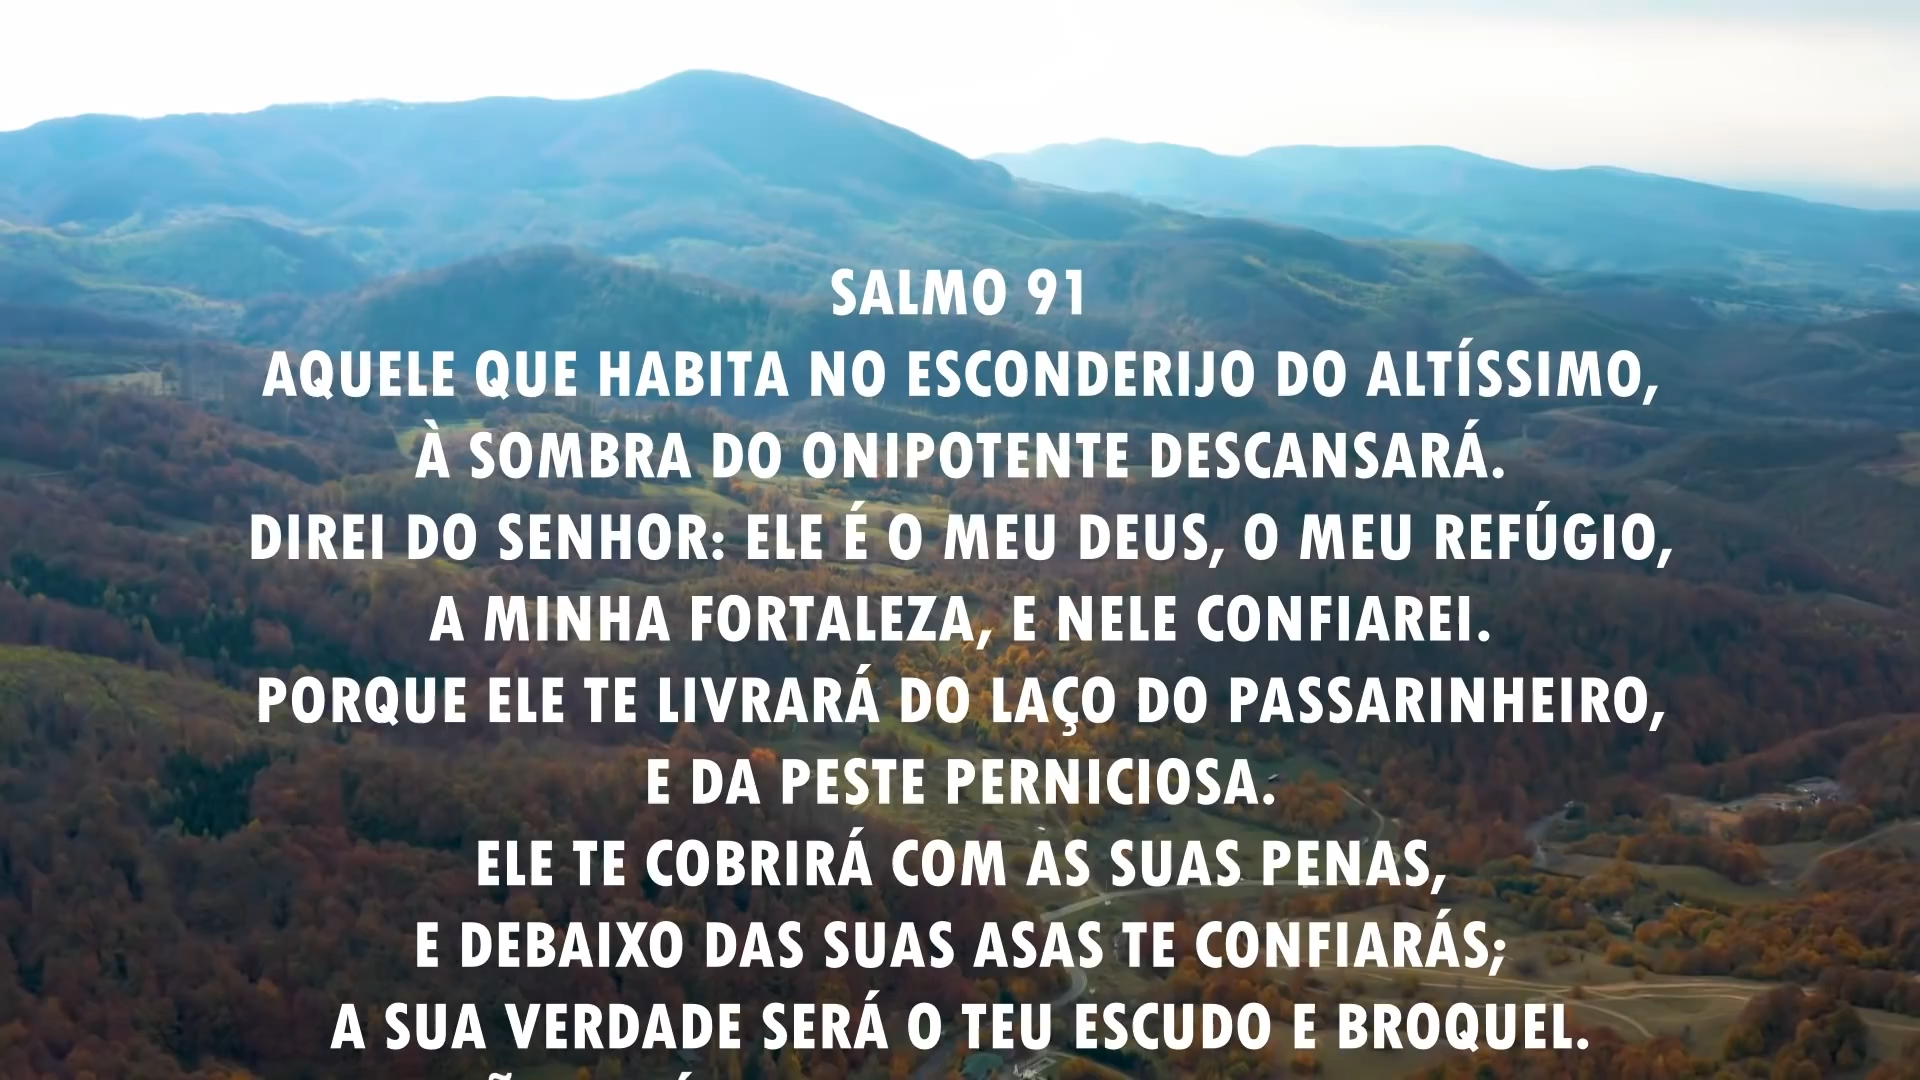 SALMO 91
AQUELE QUE HABITA NO ESCONDERIJO DO ALTÍSSIMO,
À SOMBRA DO ONIPOTENTE DESCANSARÁ.
DIREI DO SENHOR: ELE É O MEU DEUS, O MEU REFÚGIO,
A MINHA FORTALEZA, E NELE CONFIAREI.
PORQUE ELE TE LIVRARÁ DO LAÇO DO PASSARINHEIRO,
E DA PESTE PERNICIOSA.
ELE TE COBRIRÁ COM AS SUAS PENAS,
E DEBAIXO DAS SUAS ASAS TE CONFIARÁS;
A SUA VERDADE SERÁ O TEU ESCUDO E BROQUEL.